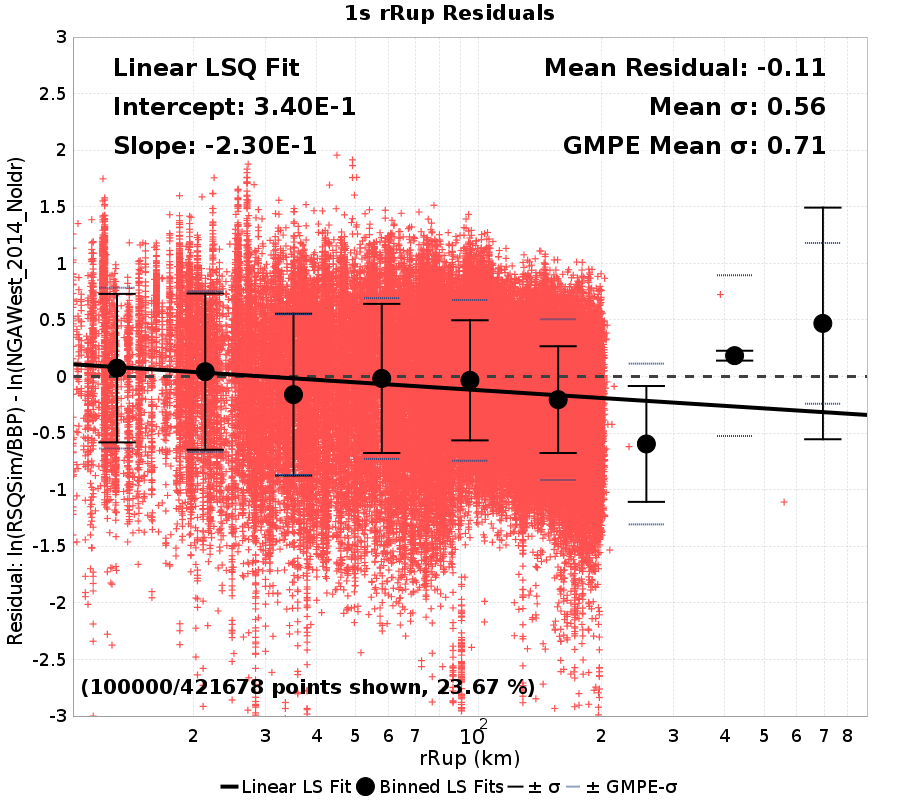 1s rRup Residuals
Linear LSQ Fit
Intercept: 3.40E-1
Slope: -2.30E-1
Mean Residual: -0.11
Mean σ: 0.56
GMPE Mean σ: 0.71
Residual: ln(RSQSim/BBP) - ln(NGAWest_2014_NoIdr)
3
2.5
2
1.5
1
0.5
0
-0.5
-1
-1.5
-2
-2.5
-3
(100000/421678 points shown, 23.67 %)
2 3 4 5 6 7 10^2 2 3 4 5 6 7 8
rRup (km)
Linear LS Fit Binned LS Fits ± σ ± GMPE-σ